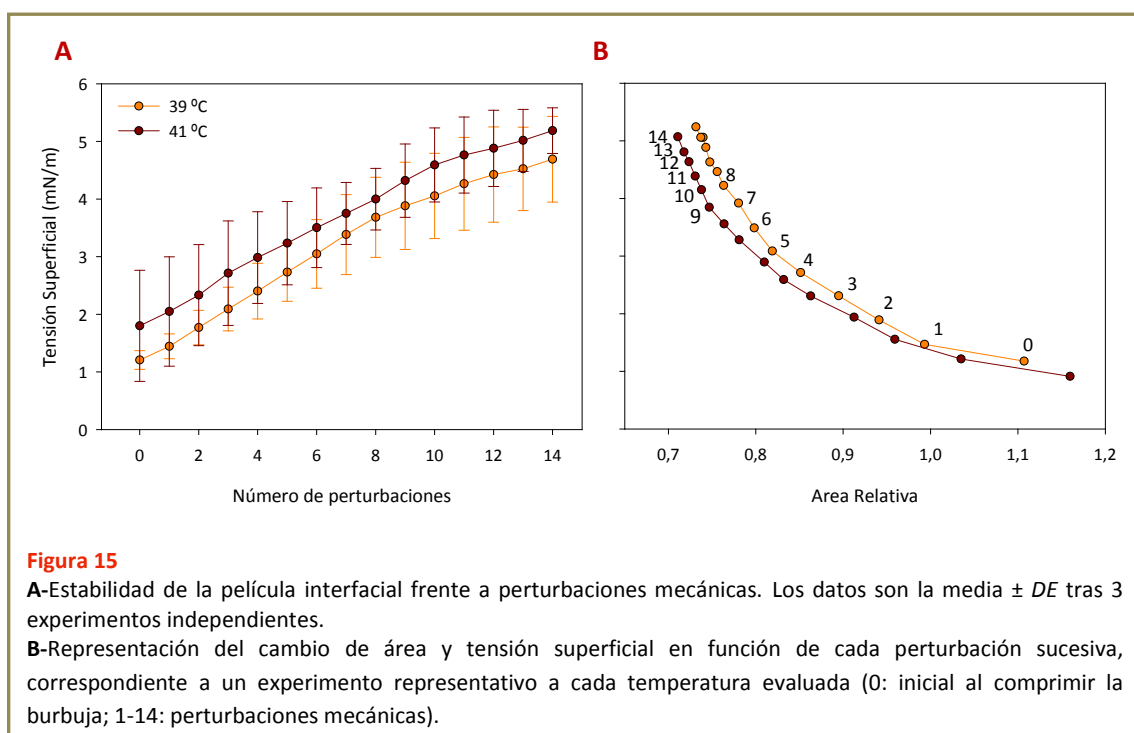 A
B
6
5
4
3
2
1
0
Tensión Superficial (mN/m)
39 ºC
41 ºC
0 2 4 6 8 10 12 14
Número de perturbaciones
14
13
12
11
10
9
8
7
6
5
4
3
2
1
0
0,7 0,8 0,9 1,0 1,1 1,2
Area Relativa
Figura 15
A-Estabilidad de la película interfacial frente a perturbaciones mecánicas. Los datos son la media ± DE tras 3
experimentos independientes.
B-Representación del cambio de área y tensión superficial en función de cada perturbación sucesiva,
correspondiente a un experimento representativo a cada temperatura evaluada (0: inicial al comprimir la
burbuja; 1-14: perturbaciones mecánicas).